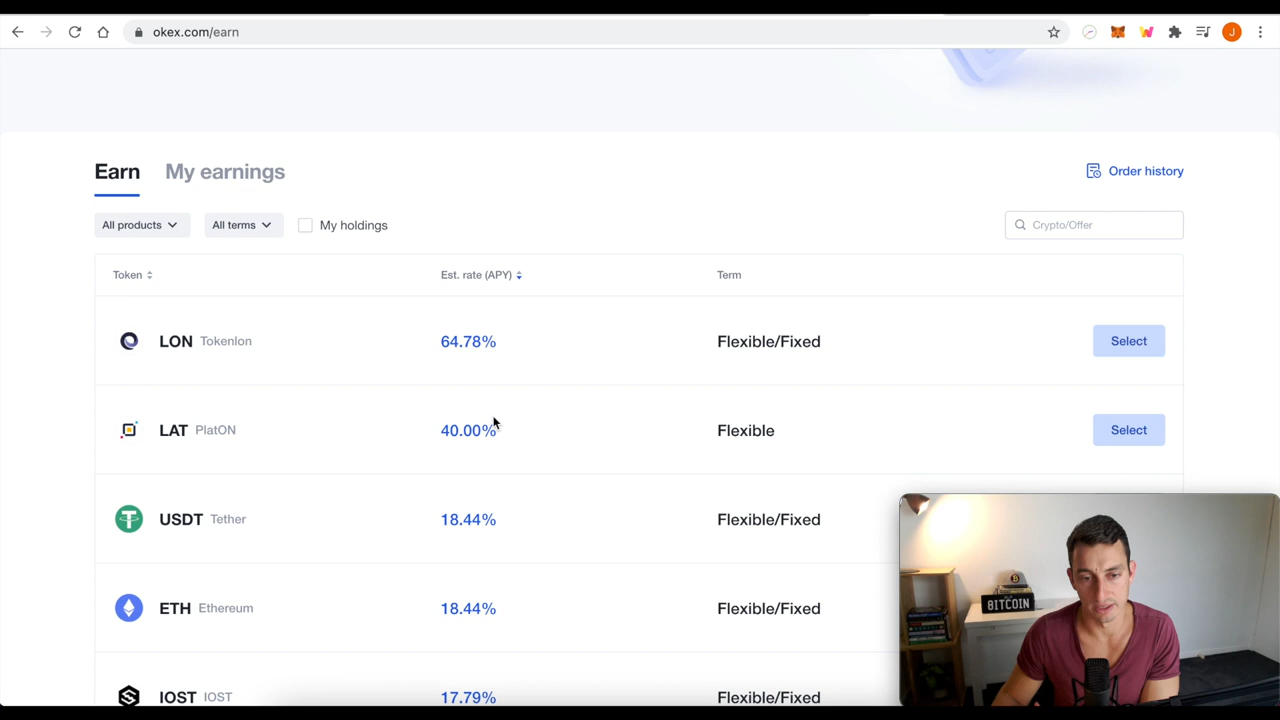 okex.com/earn
J
Earn My earnings
Order history
All products All terms My holdings
Crypto/Offer
Token Est. rate (APY) Term
LON Tokenlon 64.78% Flexible/Fixed Select
LAT PlatON 40.00% Flexible Select
USDT Tether 18.44% Flexible/Fixed
ETH Ethereum 18.44% Flexible/Fixed
BITCOIN
IOST IOST 17.79% Flexible/Fixed